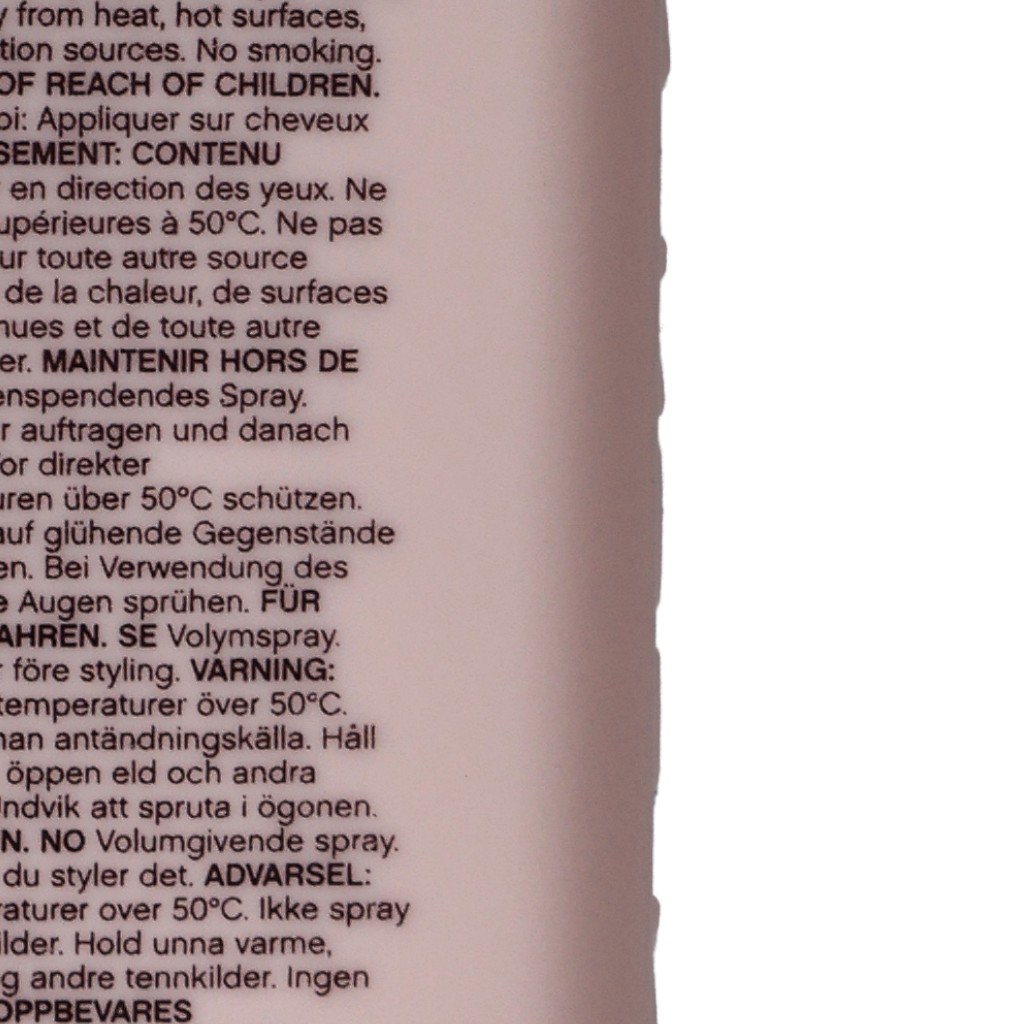 y from heat, hot surfaces,
tion sources. No smoking.
OF REACH OF CHILDREN.
oi: Appliquer sur cheveux
SEMENT: CONTENU
en direction des yeux. Ne
upérieures à 50°C. Ne pas
ur toute autre source
de la chaleur, de surfaces
nues et de toute autre
er. MAINTENIR HORS DE
enspendendes Spray.
r auftragen und danach
or direkter
uren über 50°C schützen.
auf glühende Gegenstände
en. Bei Verwendung des
e Augen sprühen. FÜR
AHREN. SE Volymspray.
r före styling. VARNING:
temperaturer över 50°C.
nan antändningskälla. Håll
öppen eld och andra
Undvik att spruta i ögonen.
N. NO Volumgivende spray.
du styler det. ADVARSEL:
raturer over 50°C. Ikke spray
ilder. Hold unna varme,
g andre tennkilder. Ingen
OPPBEVARES